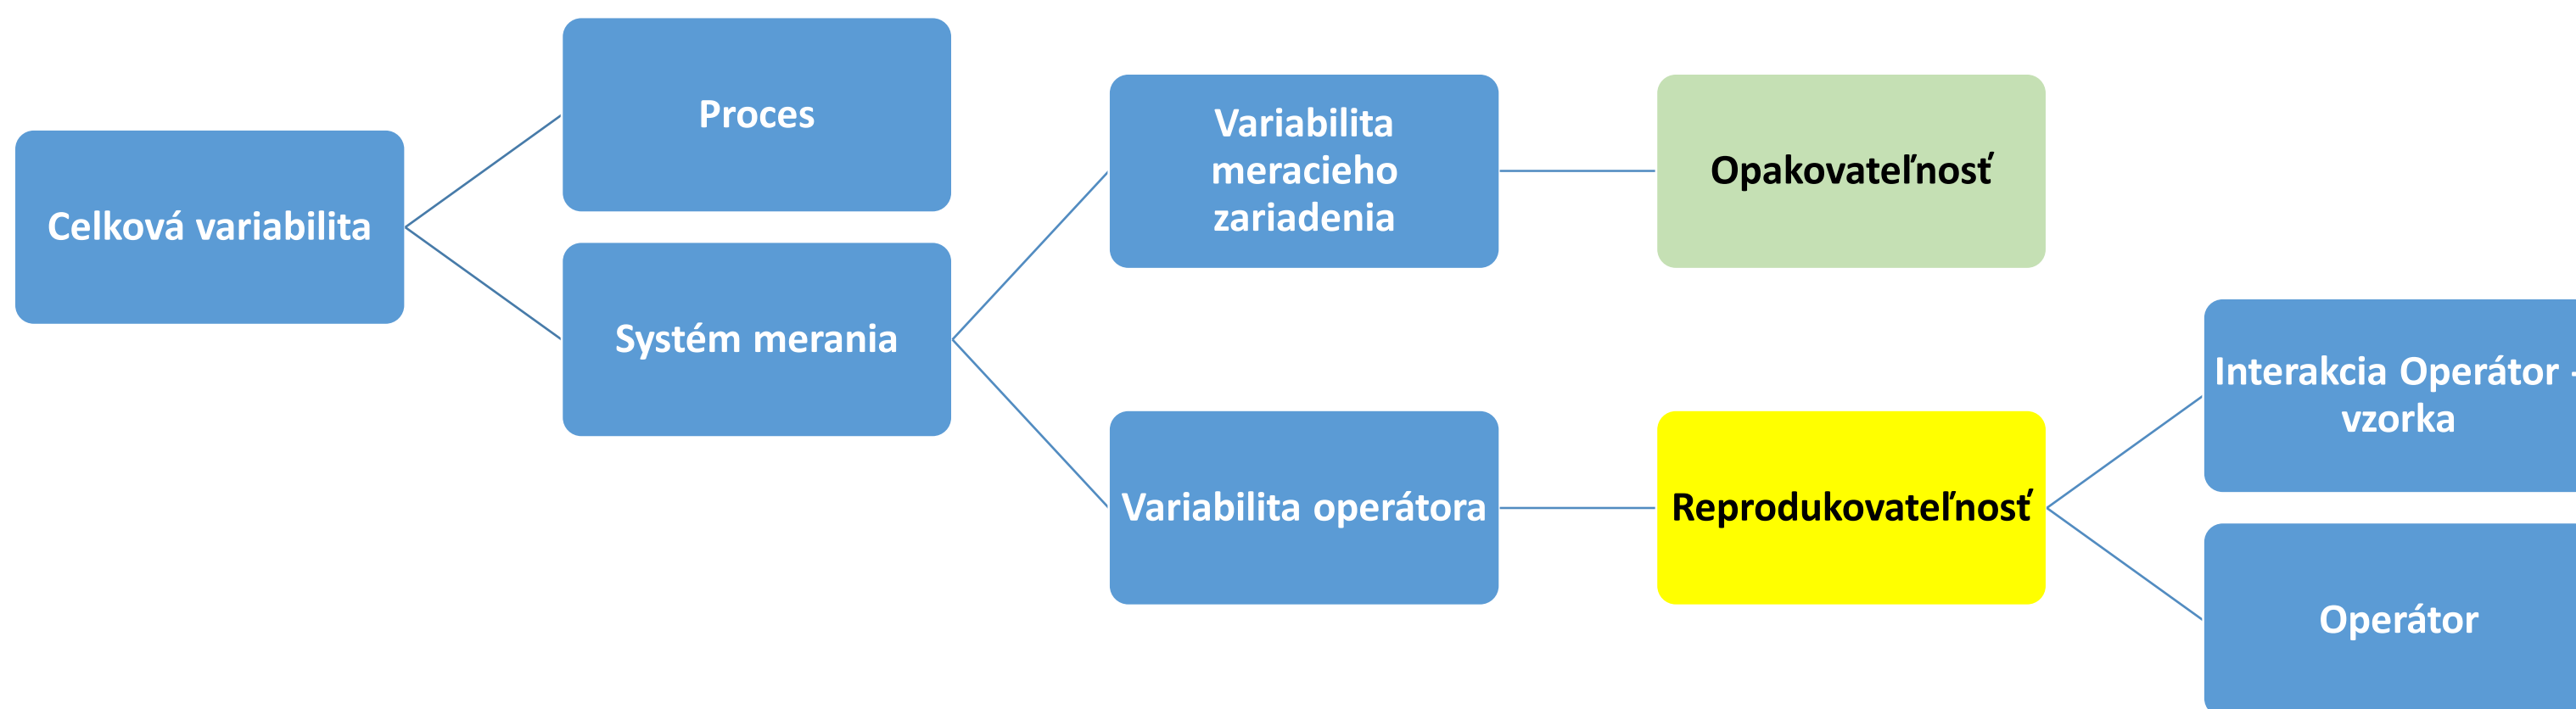 Celková variabilita
Proces
Systém merania
Variabilita
meracieho
zariadenia
Opakovateľnosť
Variabilita operátora
Reprodukovateľnosť
Interakcia Operátor -
vzorka
Operátor